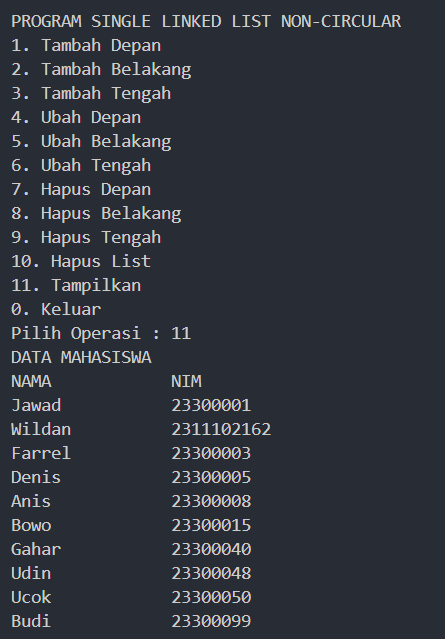 PROGRAM SINGLE LINKED LIST NON-CIRCULAR
1. Tambah Depan
2. Tambah Belakang
3. Tambah Tengah
4. Ubah Depan
5. Ubah Belakang
6. Ubah Tengah
7. Hapus Depan
8. Hapus Belakang
9. Hapus Tengah
10. Hapus List
11. Tampilkan
0. Keluar
Pilih Operasi : 11
DATA MAHASISWA
NAMA            NIM
Jawad           23300001
Wildan          2311102162
Farrel          23300003
Denis           23300005
Anis            23300008
Bowo            23300015
Gahar           23300040
Udin            23300048
Ucok            23300050
Budi            23300099